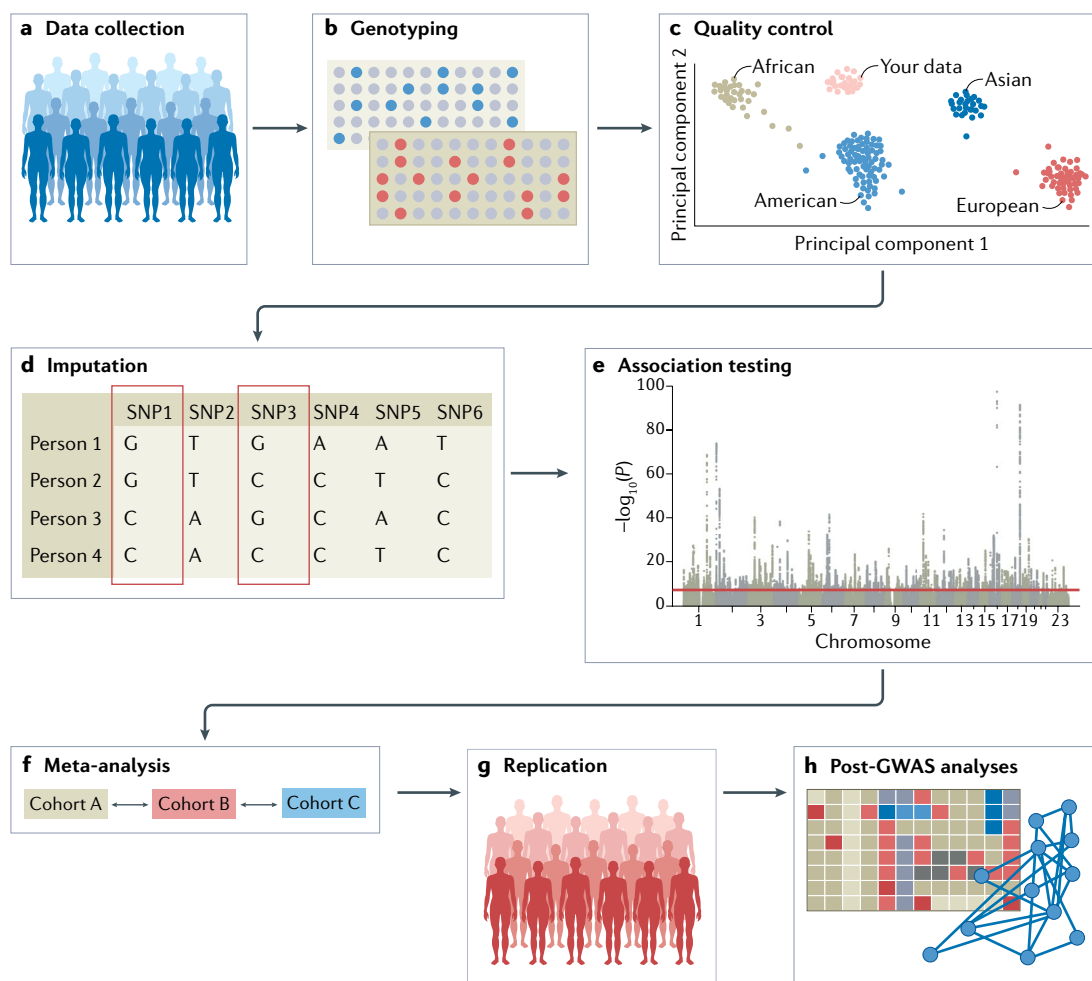 a Data collection
b Genotyping
c Quality control
African
Your data
Asian
American
European
Principal component 2
Principal component 1
d Imputation
SNP1 SNP2 SNP3 SNP4 SNP5 SNP6
Person 1 G T G A A T
Person 2 G T C C T C
Person 3 C A G C A C
Person 4 C A C C T C
e Association testing
100
80
60
40
20
0
–log10(P)
1 3 5 7 9 11 13 15 17 19 23
Chromosome
f Meta-analysis
Cohort A Cohort B Cohort C
g Replication
h Post-GWAS analyses